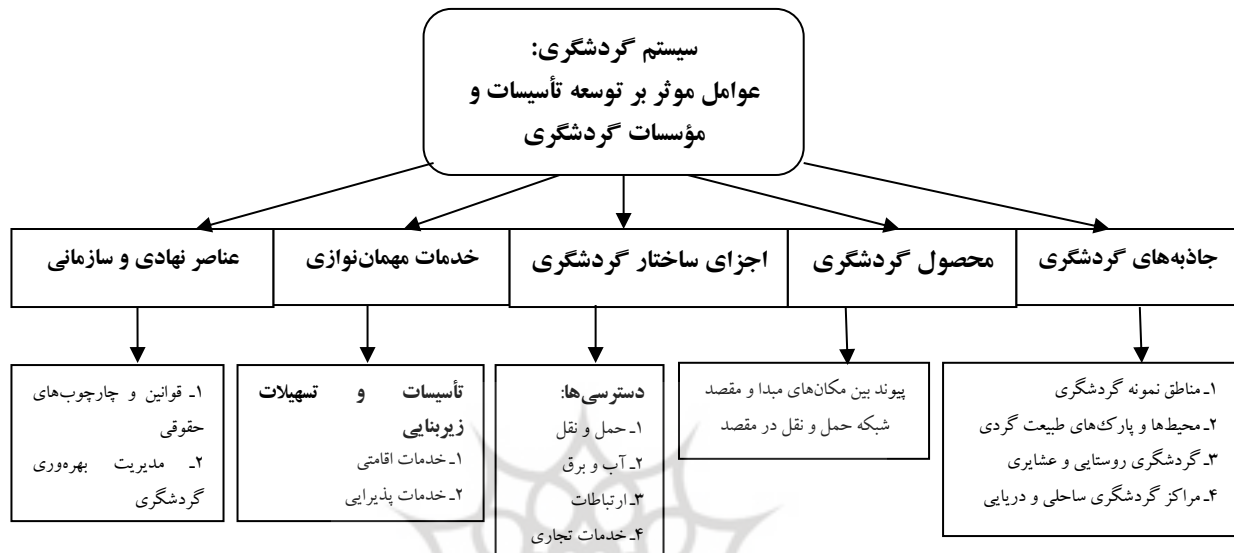 سیستم گردشگری:
عوامل موثر بر توسعه تأسیسات و
مؤسسات گردشگری
جاذبه‌های گردشگری
محصول گردشگری
اجزای ساختار گردشگری
خدمات مهمان‌نوازی
عناصر نهادی و سازمانی
۱ـ مناطق نمونه گردشگری
۲ـ محیط‌ها و پارک‌های طبیعت گردی
۳ـ گردشگری روستایی و عشایری
۴ـ مراکز گردشگری ساحلی و دریایی
پیوند بین مکان‌های مبدا و مقصد
شبکه حمل و نقل در مقصد
دسترسی‌ها:
۱ـ حمل و نقل
۲ـ آب و برق
۳ـ ارتباطات
۴ـ خدمات تجاری
تأسیسات و تسهیلات
زیربنایی
۱ـ خدمات اقامتی
۲ـ خدمات پذیرایی
۱ـ قوانین و چارچوب‌های
حقوقی
۲ـ مدیریت بهره‌وری
گردشگری